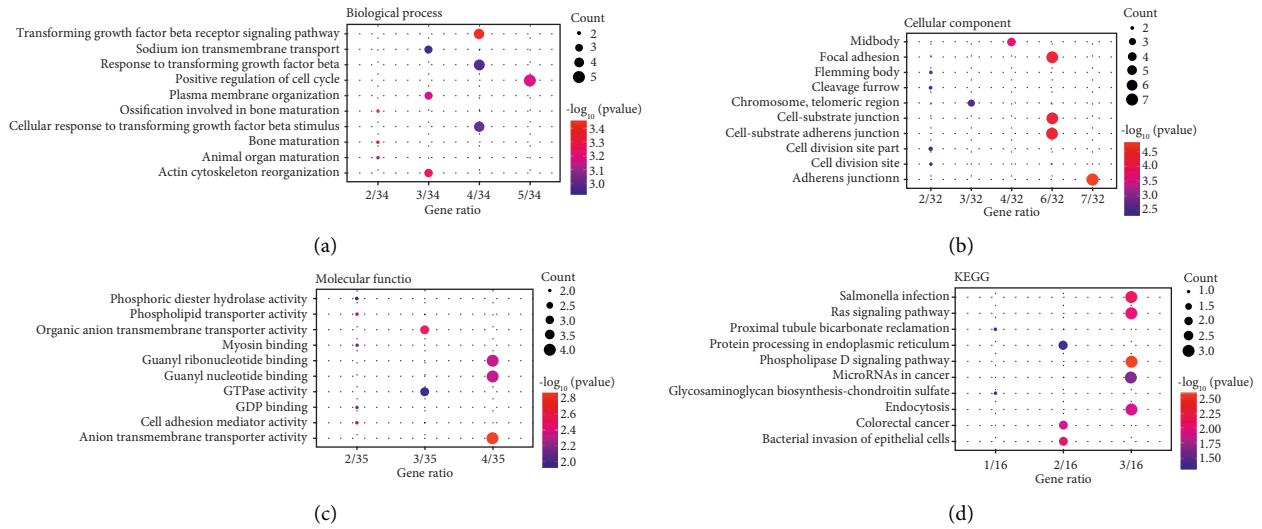 Biological process
Transforming growth factor beta receptor signaling pathway
Sodium ion transmembrane transport
Response to transforming growth factor beta
Positive regulation of cell cycle
Plasma membrane organization
Ossification involved in bone maturation
Cellular response to transforming growth factor beta stimulus
Bone maturation
Animal organ maturation
Actin cytoskeleton reorganization
2/34 3/34 4/34 5/34
Gene ratio
Count
2
3
4
5
-log10 (pvalue)
3.4
3.3
3.2
3.1
3.0
(a)
Cellular component
Midbody
Focal adhesion
Flemming body
Cleavage furrow
Chromosome, telomeric region
Cell-substrate junction
Cell-substrate adherens junction
Cell division site part
Cell division site
Adherens junctionn
2/32 3/32 4/32 6/32 7/32
Gene ratio
Count
2
3
4
5
6
7
-log10 (pvalue)
4.5
4.0
3.5
3.0
2.5
(b)
Molecular functio
Phosphoric diester hydrolase activity
Phospholipid transporter activity
Organic anion transmembrane transporter activity
Myosin binding
Guanyl ribonucleotide binding
Guanyl nucleotide binding
GTPase activity
GDP binding
Cell adhesion mediator activity
Anion transmembrane transporter activity
2/35 3/35 4/35
Gene ratio
Count
2.0
2.5
3.0
3.5
4.0
-log10 (pvalue)
2.8
2.6
2.4
2.2
2.0
(c)
KEGG
Salmonella infection
Ras signaling pathway
Proximal tubule bicarbonate reclamation
Protein processing in endoplasmic reticulum
Phospholipase D signaling pathway
MicroRNAs in cancer
Glycosaminoglycan biosynthesis-chondroitin sulfate
Endocytosis
Colorectal cancer
Bacterial invasion of epithelial cells
1/16 2/16 3/16
Gene ratio
Count
1.0
1.5
2.0
2.5
3.0
-log10 (pvalue)
2.50
2.25
2.00
1.75
1.50
(d)